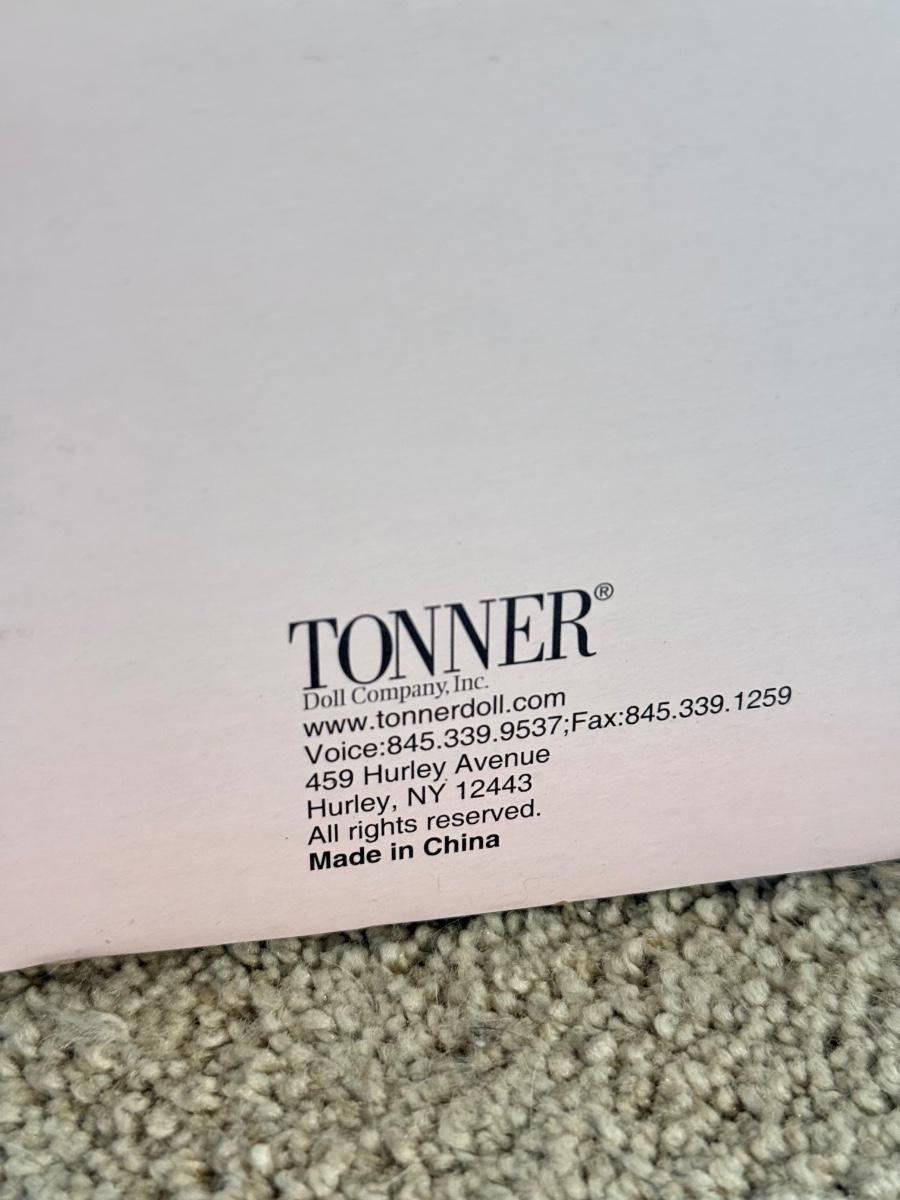 TONNER®
Doll Company, Inc.
www.tonnerdoll.com
Voice:845.339.9537;Fax:845.339.1259
459 Hurley Avenue
Hurley, NY 12443
All rights reserved.
Made in China